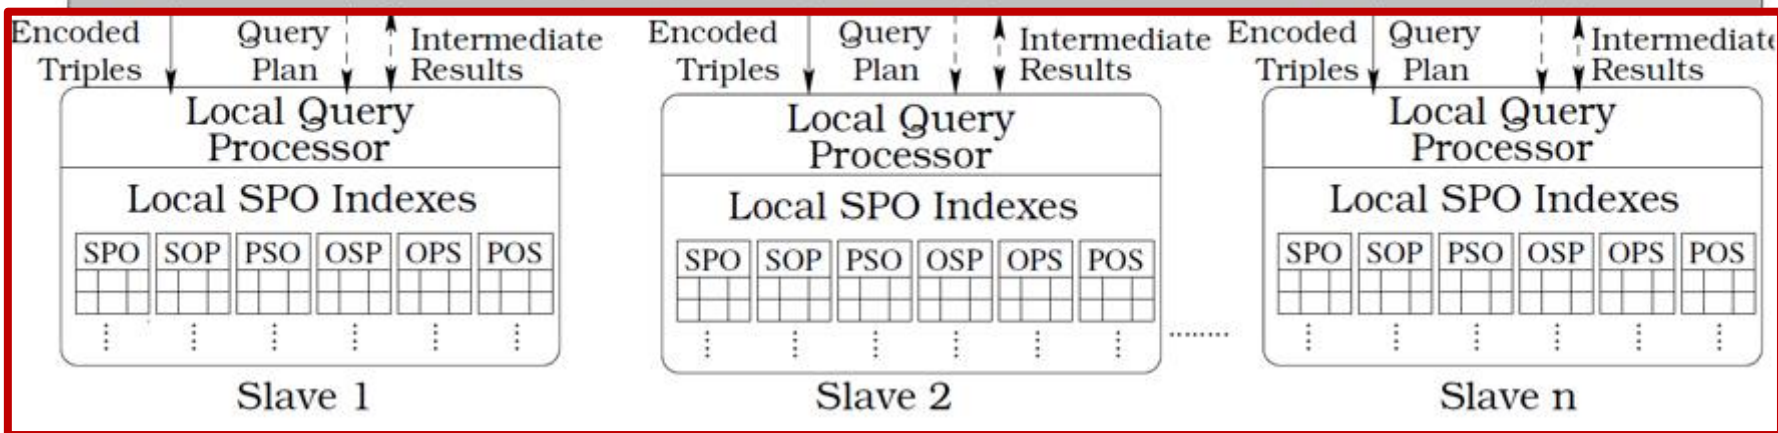 Encoded Triples
Query Plan
Intermediate Results
Local Query
Processor
Local SPO Indexes
SPO SOP PSO OSP OPS POS
Slave 1
Encoded Triples
Query Plan
Intermediate Results
Local Query
Processor
Local SPO Indexes
SPO SOP PSO OSP OPS POS
Slave 2
Encoded Triples
Query Plan
Intermediate Results
Local Query
Processor
Local SPO Indexes
SPO SOP PSO OSP OPS POS
Slave n